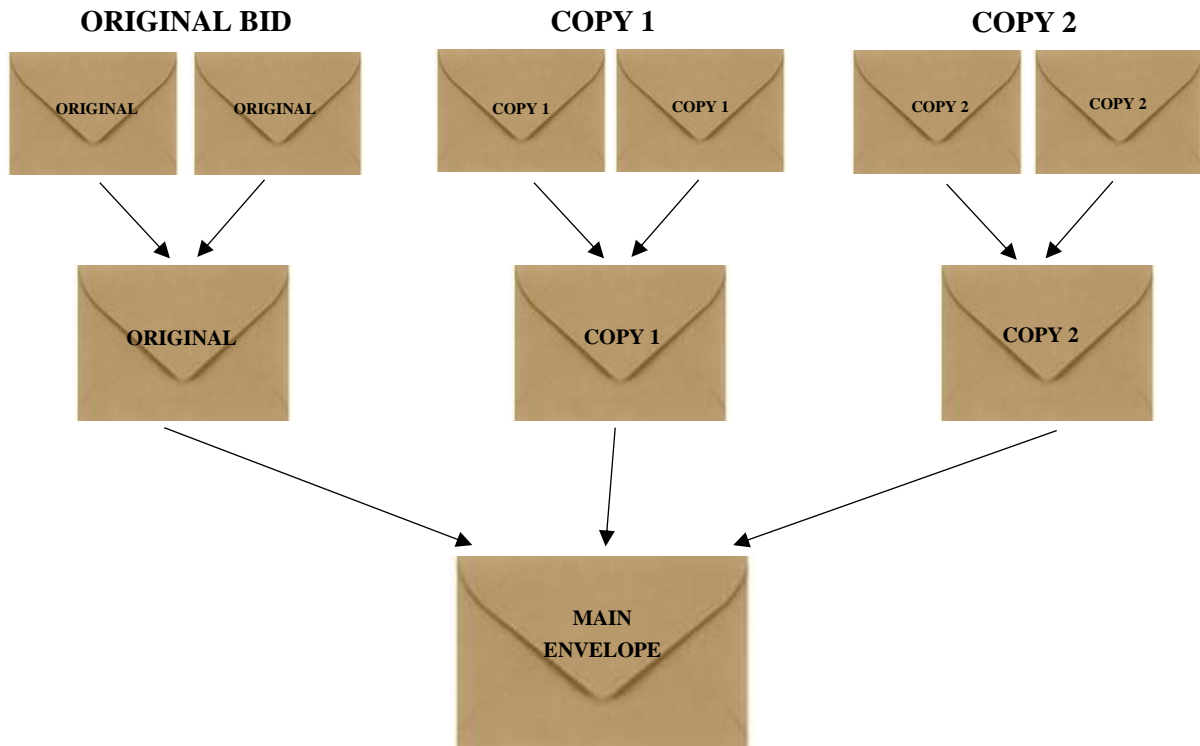 ORIGINAL BID
COPY 1
COPY 2
ORIGINAL
ORIGINAL
COPY 1
COPY 1
COPY 2
COPY 2
ORIGINAL
COPY 1
COPY 2
MAIN
ENVELOPE